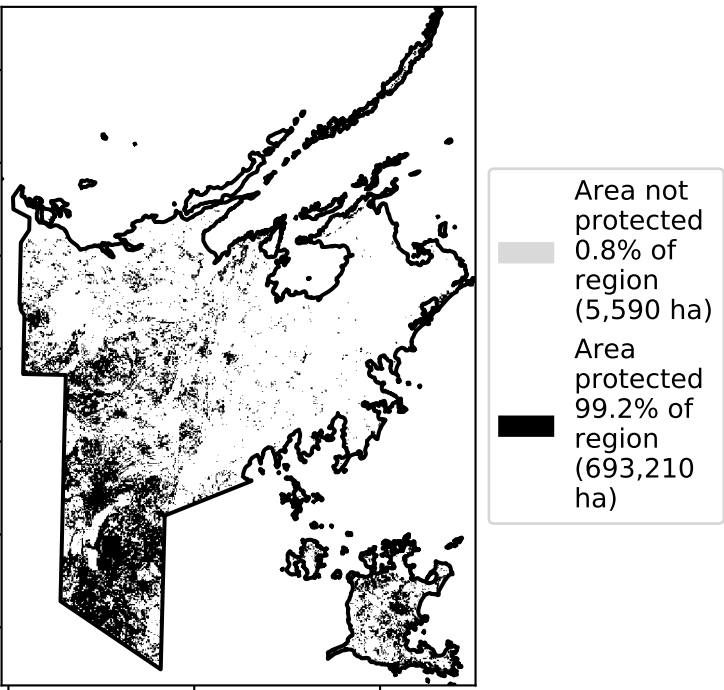 Area not
protected
0.8% of
region
(5,590 ha)
Area
protected
99.2% of
region
(693,210
ha)